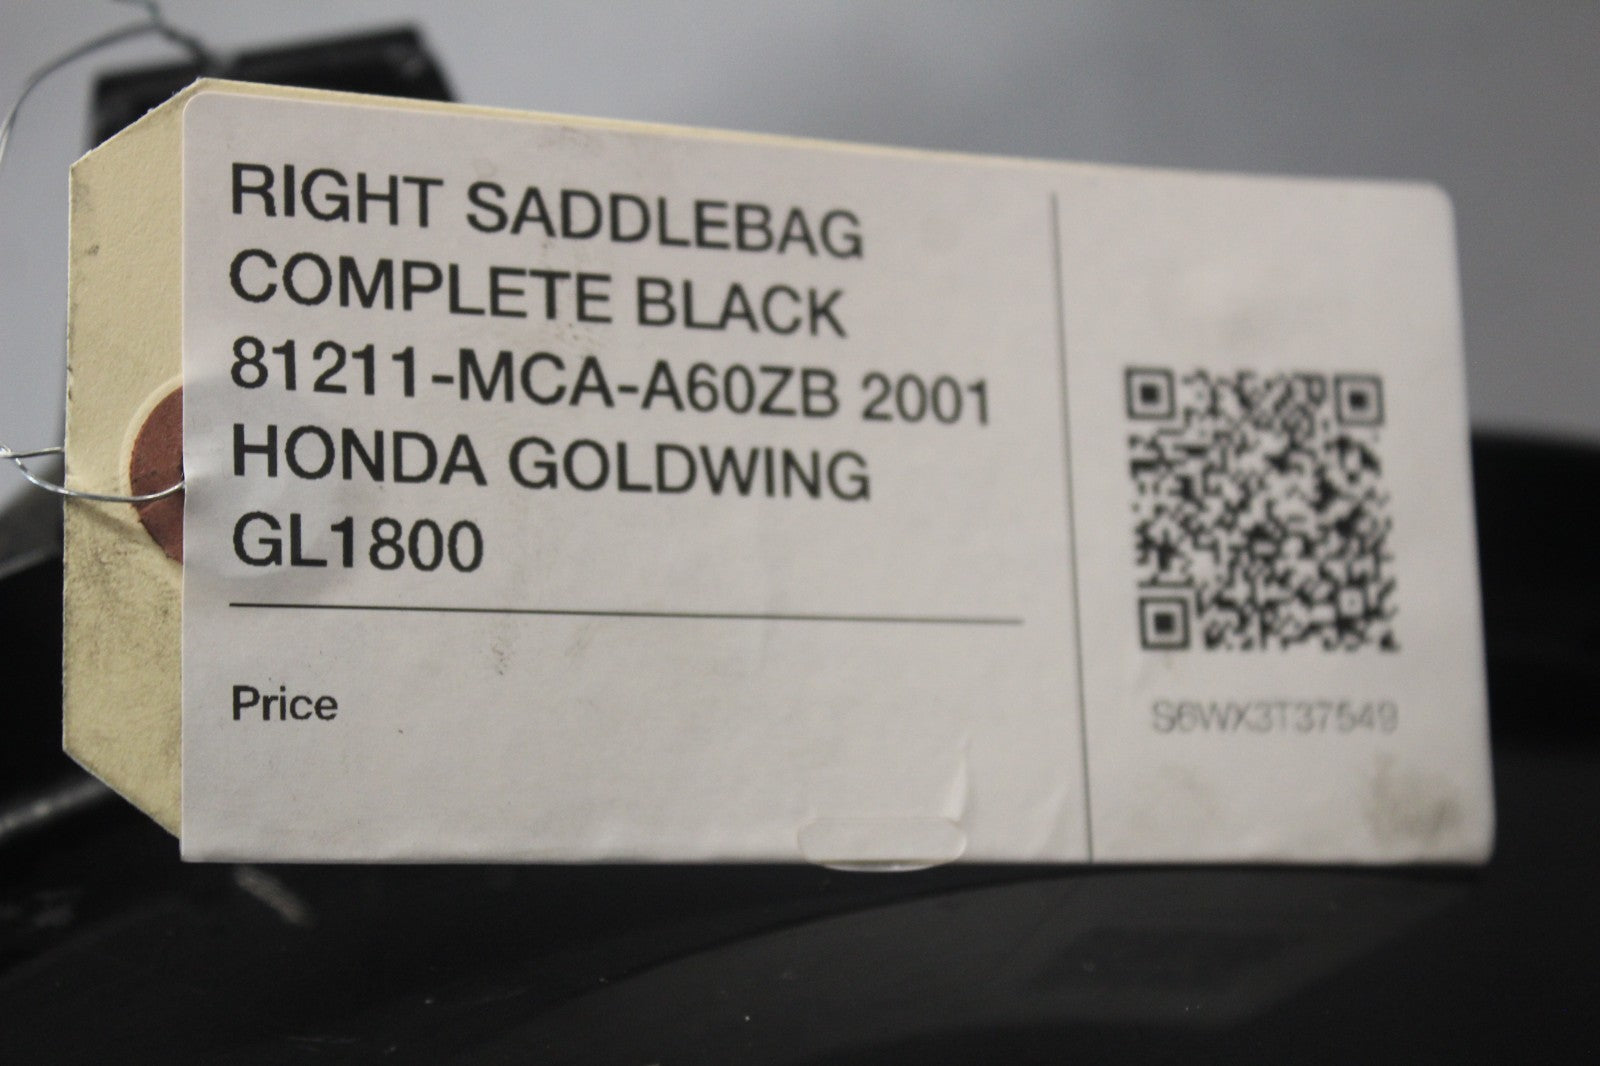 RIGHT SADDLEBAG
COMPLETE BLACK
81211-MCA-A60ZB 2001
HONDA GOLDWING
GL1800
Price
S6WX3T37549